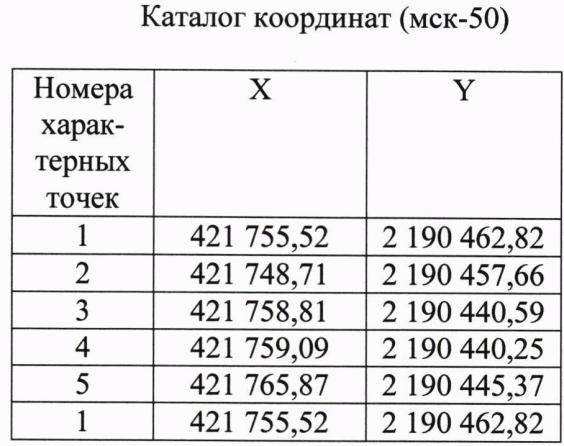 Каталог координат (мск-50)
Номера харак- терных точек X Y
1 421 755,52 2 190 462,82
2 421 748,71 2 190 457,66
3 421 758,81 2 190 440,59
4 421 759,09 2 190 440,25
5 421 765,87 2 190 445,37
1 421 755,52 2 190 462,82